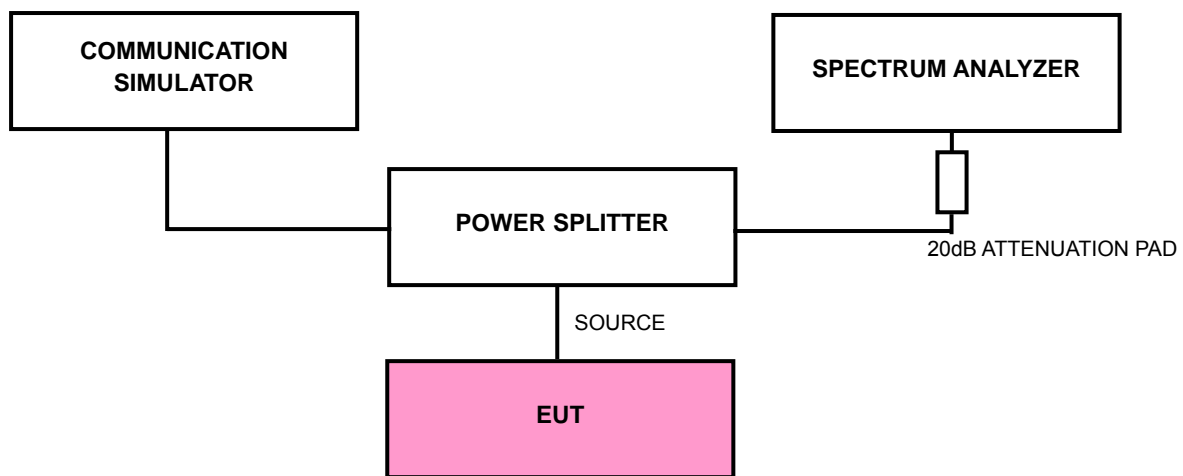 COMMUNICATION
SIMULATOR
SPECTRUM ANALYZER
POWER SPLITTER
20dB ATTENUATION PAD
SOURCE
EUT